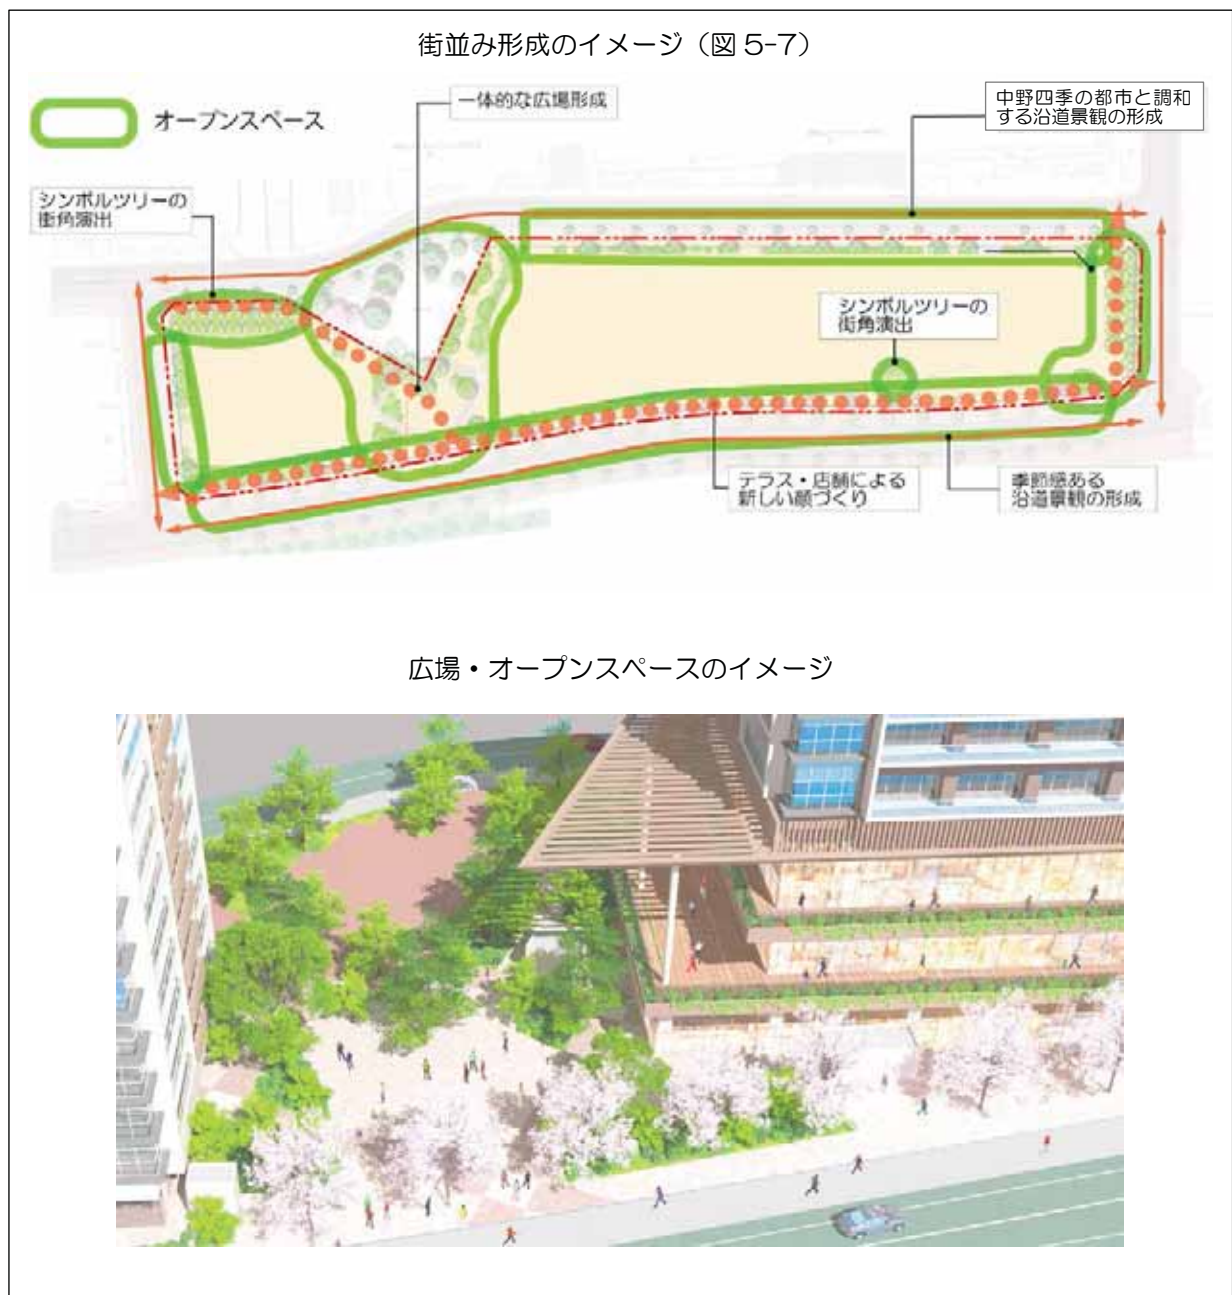 街並み形成のイメージ（図 5-7）
オープンスペース
一体的な広場形成
中野四季の都市と調和
する沿道景観の形成
シンボルツリーの
街角演出
シンボルツリーの
街角演出
テラス・店舗による
新しい顔づくり
季節感ある
沿道景観の形成
広場・オープンスペースのイメージ